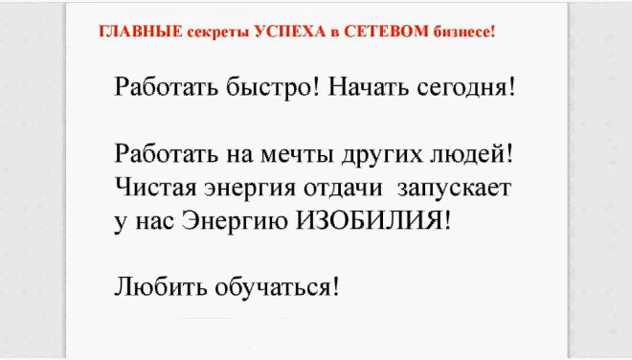 ГЛАВНЫЕ секреты УСПЕХА в СЕТЕВОМ бизнесе!
Работать быстро! Начать сегодня!
Работать на мечты других людей!
Чистая энергия отдачи запускает
у нас Энергию ИЗОБИЛИЯ!
Любить обучаться!